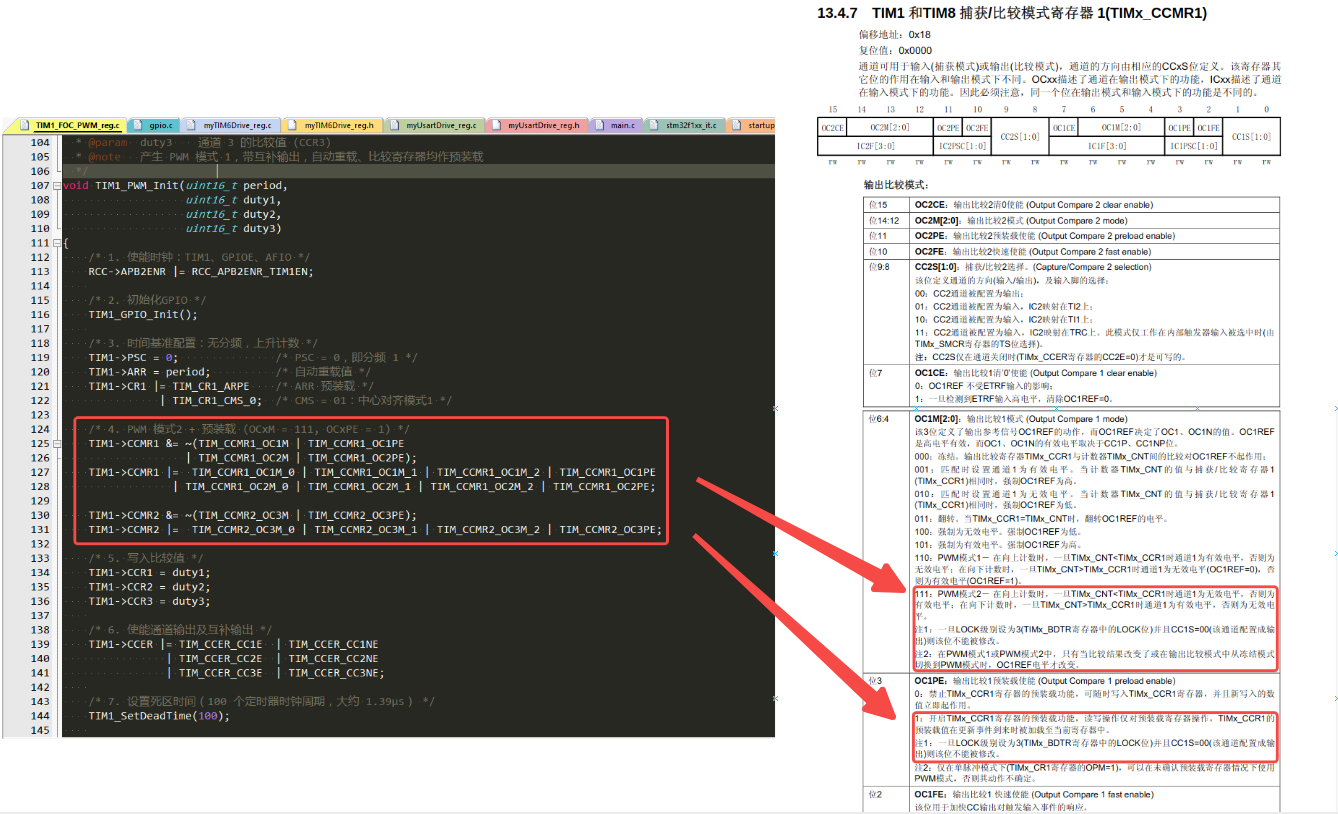 TIM1_FOC_PWM_reg.c gpio.c myTIM6Drive_reg.c myTIM6Drive_reg.h myUsartDrive_reg.c myUsartDrive_reg.h main.c stm32f1xx_it.c startup
104 * @param duty3 通道 3 的比较值 (CCR3)
105 * @note 产生 PWM 模式 1，带互补输出，自动重载、比较寄存器均作预装载
106 */
107 void TIM1_PWM_Init(uint16_t period,
108 uint16_t duty1,
109 uint16_t duty2,
110 uint16_t duty3)
111 {
112 /* 1. 使能时钟：TIM1、GPIOE、AFIO */
113 RCC->APB2ENR |= RCC_APB2ENR_TIM1EN;
114
115 /* 2. 初始化GPIO */
116 TIM1_GPIO_Init();
117
118 /* 3. 时间基准配置：无分频，上升计数 */
119 TIM1->PSC = 0; /* PSC = 0，即分频 1 */
120 TIM1->ARR = period; /* 自动重载值 */
121 TIM1->CR1 |= TIM_CR1_ARPE /* ARR 预装载 */
122 | TIM_CR1_CMS_0; /* CMS = 01：中心对齐模式1 */
123
124 /* 4. PWM 模式2 + 预装载 (OCxM = 111, OCxPE = 1) */
125 TIM1->CCMR1 &= ~(TIM_CCMR1_OC1M | TIM_CCMR1_OC1PE
126 | TIM_CCMR1_OC2M | TIM_CCMR1_OC2PE);
127 TIM1->CCMR1 |= TIM_CCMR1_OC1M_0 | TIM_CCMR1_OC1M_1 | TIM_CCMR1_OC1M_2 | TIM_CCMR1_OC1PE
128 | TIM_CCMR1_OC2M_0 | TIM_CCMR1_OC2M_1 | TIM_CCMR1_OC2M_2 | TIM_CCMR1_OC2PE;
129
130 TIM1->CCMR2 &= ~(TIM_CCMR2_OC3M | TIM_CCMR2_OC3PE);
131 TIM1->CCMR2 |= TIM_CCMR2_OC3M_0 | TIM_CCMR2_OC3M_1 | TIM_CCMR2_OC3M_2 | TIM_CCMR2_OC3PE;
132
133 /* 5. 写入比较值 */
134 TIM1->CCR1 = duty1;
135 TIM1->CCR2 = duty2;
136 TIM1->CCR3 = duty3;
137
138 /* 6. 使能通道输出及互补输出 */
139 TIM1->CCER |= TIM_CCER_CC1E | TIM_CCER_CC1NE
140 | TIM_CCER_CC2E | TIM_CCER_CC2NE
141 | TIM_CCER_CC3E | TIM_CCER_CC3NE;
142
143 /* 7. 设置死区时间（100 个定时器时钟周期，大约 1.39μs） */
144 TIM1_SetDeadTime(100);
145
13.4.7 TIM1 和TIM8 捕获/比较模式寄存器 1(TIMx_CCMR1)
偏移地址：0x18
复位值：0x0000
通道可用于输入(捕获模式)或输出(比较模式)，通道的方向由相应的CCxS位定义。该寄存器其
它位的作用在输入和输出模式下不同。OCxx描述了通道在输出模式下的功能，ICxx描述了通道
在输入模式下的功能。因此必须注意，同一个位在输出模式和输入模式下的功能是不同的。
15 14 13 12 11 10 9 8 7 6 5 4 3 2 1 0
OC2CE OC2M[2:0] OC2PE OC2FE CC2S[1:0] OC1CE OC1M[2:0] OC1PE OC1FE CC1S[1:0]
IC2F[3:0] IC2PSC[1:0] IC1F[3:0] IC1PSC[1:0]
rw rw rw rw rw rw rw rw rw rw rw rw rw rw rw rw
输出比较模式：
位15 OC2CE：输出比较2清0使能 (Output Compare 2 clear enable)
位14:12 OC2M[2:0]：输出比较2模式 (Output Compare 2 mode)
位11 OC2PE：输出比较2预装载使能 (Output Compare 2 preload enable)
位10 OC2FE：输出比较2快速使能 (Output Compare 2 fast enable)
位9:8 CC2S[1:0]：捕获/比较2选择。(Capture/Compare 2 selection)
该位定义通道的方向(输入/输出)，及输入脚的选择：
00：CC2通道被配置为输出；
01：CC2通道被配置为输入，IC2映射在TI2上；
10：CC2通道被配置为输入，IC2映射在TI1上；
11：CC2通道被配置为输入，IC2映射在TRC上。此模式仅工作在内部触发器输入被选中时(由
TIMx_SMCR寄存器的TS位选择)。
注：CC2S仅在通道关闭时(TIMx_CCER寄存器的CC2E=0)才是可写的。
位7 OC1CE：输出比较1清'0'使能 (Output Compare 1 clear enable)
0：OC1REF 不受ETRF输入的影响；
1：一旦检测到ETRF输入高电平，清除OC1REF=0。
位6:4 OC1M[2:0]：输出比较1模式 (Output Compare 1 mode)
该3位定义了输出参考信号OC1REF的动作，而OC1REF决定了OC1、OC1N的值。OC1REF
是高电平有效，而OC1、OC1N的有效电平取决于CC1P、CC1NP位。
000：冻结。输出比较寄存器TIMx_CCR1与计数器TIMx_CNT间的比较对OC1REF不起作用；
001：匹配时设置通道1为有效电平。当计数器TIMx_CNT的值与捕获/比较寄存器1
(TIMx_CCR1)相同时，强制OC1REF为高。
010：匹配时设置通道1为无效电平。当计数器TIMx_CNT的值与捕获/比较寄存器1
(TIMx_CCR1)相同时，强制OC1REF为低。
011：翻转。当TIMx_CCR1=TIMx_CNT时，翻转OC1REF的电平。
100：强制为无效电平。强制OC1REF为低。
101：强制为有效电平。强制OC1REF为高。
110：PWM模式1－ 在向上计数时，一旦TIMx_CNT<TIMx_CCR1时通道1为有效电平，否则为
无效电平；在向下计数时，一旦TIMx_CNT>TIMx_CCR1时通道1为无效电平(OC1REF=0)，否
则为有效电平(OC1REF=1)。
111：PWM模式2－ 在向上计数时，一旦TIMx_CNT<TIMx_CCR1时通道1为无效电平，否则为
有效电平；在向下计数时，一旦TIMx_CNT>TIMx_CCR1时通道1为有效电平，否则为无效电
平。
注1：一旦LOCK级别设为3(TIMx_BDTR寄存器中的LOCK位)并且CC1S=00(该通道配置成输
出)则该位不能被修改。
注2：在PWM模式1或PWM模式2中，只有当比较结果改变了或在输出比较模式中从冻结模式
切换到PWM模式时，OC1REF电平才改变。
位3 OC1PE：输出比较1预装载使能 (Output Compare 1 preload enable)
0：禁止TIMx_CCR1寄存器的预装载功能，可随时写入TIMx_CCR1寄存器，并且新写入的数
值立即起作用。
1：开启TIMx_CCR1寄存器的预装载功能，读写操作仅对预装载寄存器操作，TIMx_CCR1的
预装载值在更新事件到来时被加载至当前寄存器中。
注1：一旦LOCK级别设为3(TIMx_BDTR寄存器中的LOCK位)并且CC1S=00(该通道配置成输
出)则该位不能被修改。
注2：仅在单脉冲模式下(TIMx_CR1寄存器的OPM=1)，可以在未确认预装载寄存器情况下使用
PWM模式，否则其动作不确定。
位2 OC1FE：输出比较1 快速使能 (Output Compare 1 fast enable)
该位用于加快CC输出对触发输入事件的响应。